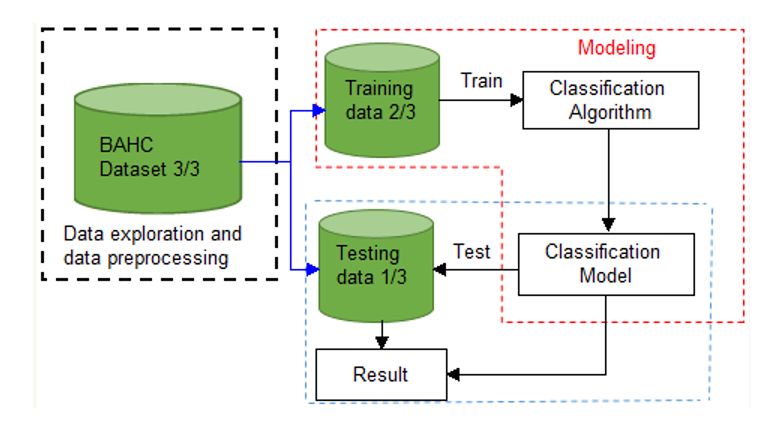 Modeling
Training
data 2/3
Train
Classification
Algorithm
BAHC
Dataset 3/3
Data exploration and
data preprocessing
Testing
data 1/3
Test
Classification
Model
Result